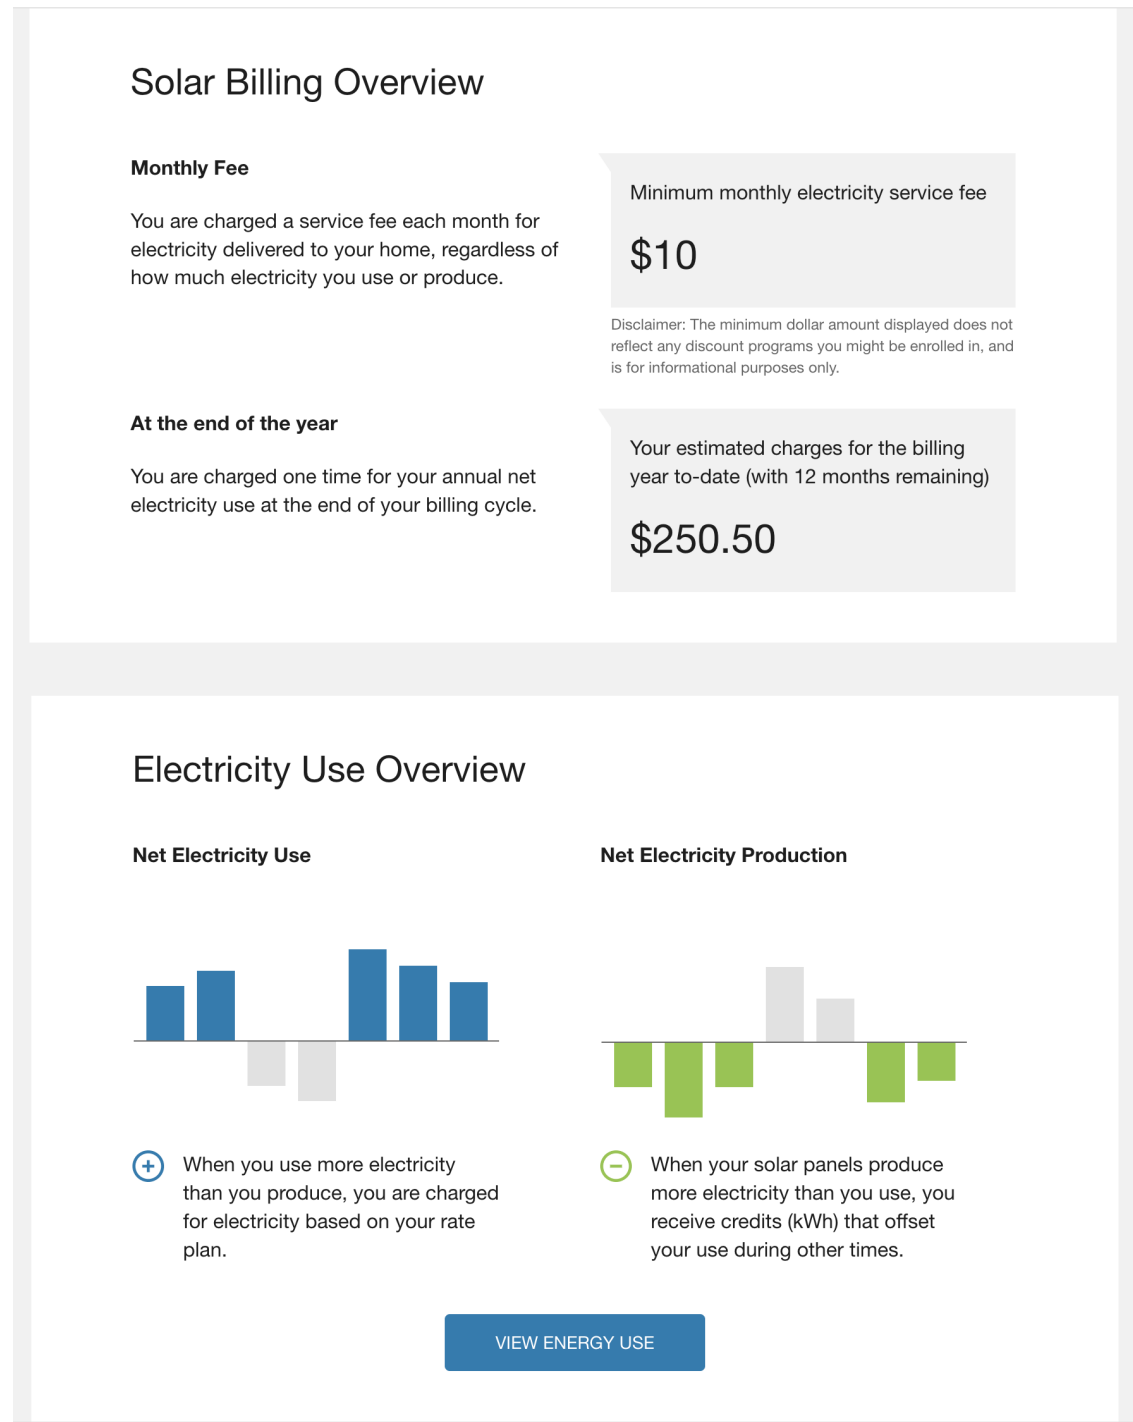 Solar Billing Overview
Monthly Fee
You are charged a service fee each month for
electricity delivered to your home, regardless of
how much electricity you use or produce.
Minimum monthly electricity service fee
$10
Disclaimer: The minimum dollar amount displayed does not
reflect any discount programs you might be enrolled in, and
is for informational purposes only.
At the end of the year
You are charged one time for your annual net
electricity use at the end of your billing cycle.
Your estimated charges for the billing
year to-date (with 12 months remaining)
$250.50
Electricity Use Overview
Net Electricity Use
When you use more electricity
than you produce, you are charged
for electricity based on your rate
plan.
Net Electricity Production
When your solar panels produce
more electricity than you use, you
receive credits (kWh) that offset
your use during other times.
VIEW ENERGY USE